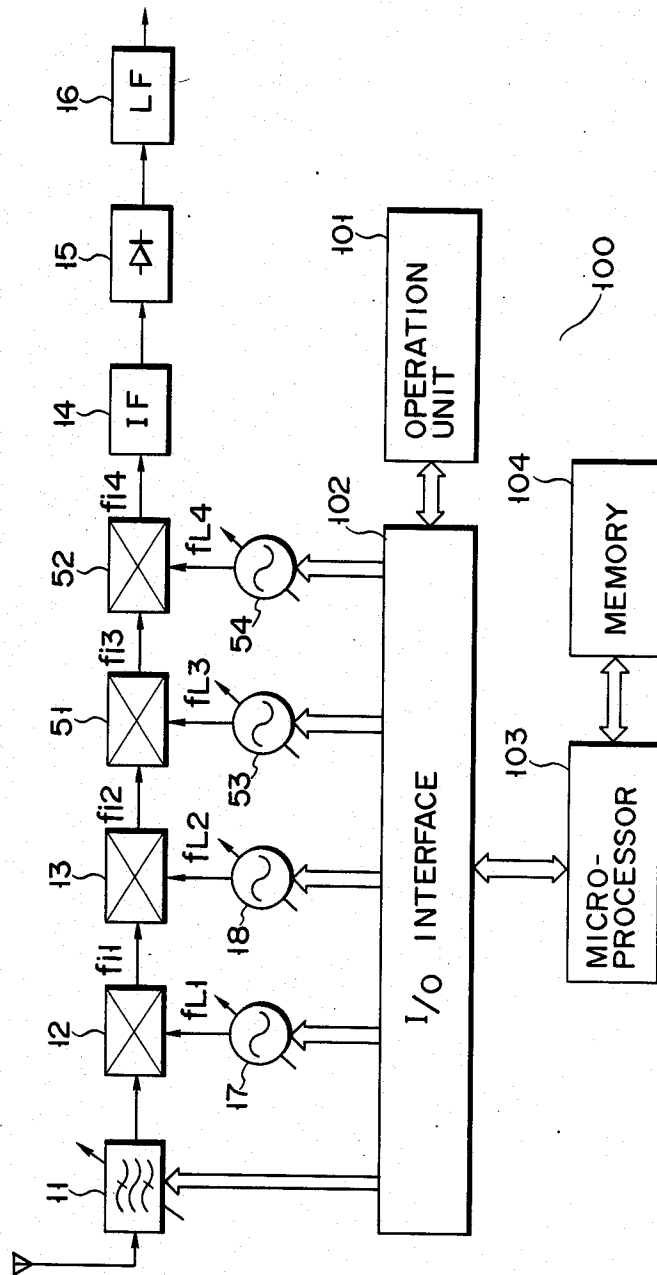 11
12
fi1
13
fi2
51
fi3
52
fi4
14
IF
15
16
LF
fL1
17
fL2
18
fL3
53
fL4
54
102
I/O INTERFACE
101
OPERATION
UNIT
103
MICRO-
PROCESSOR
104
MEMORY
100